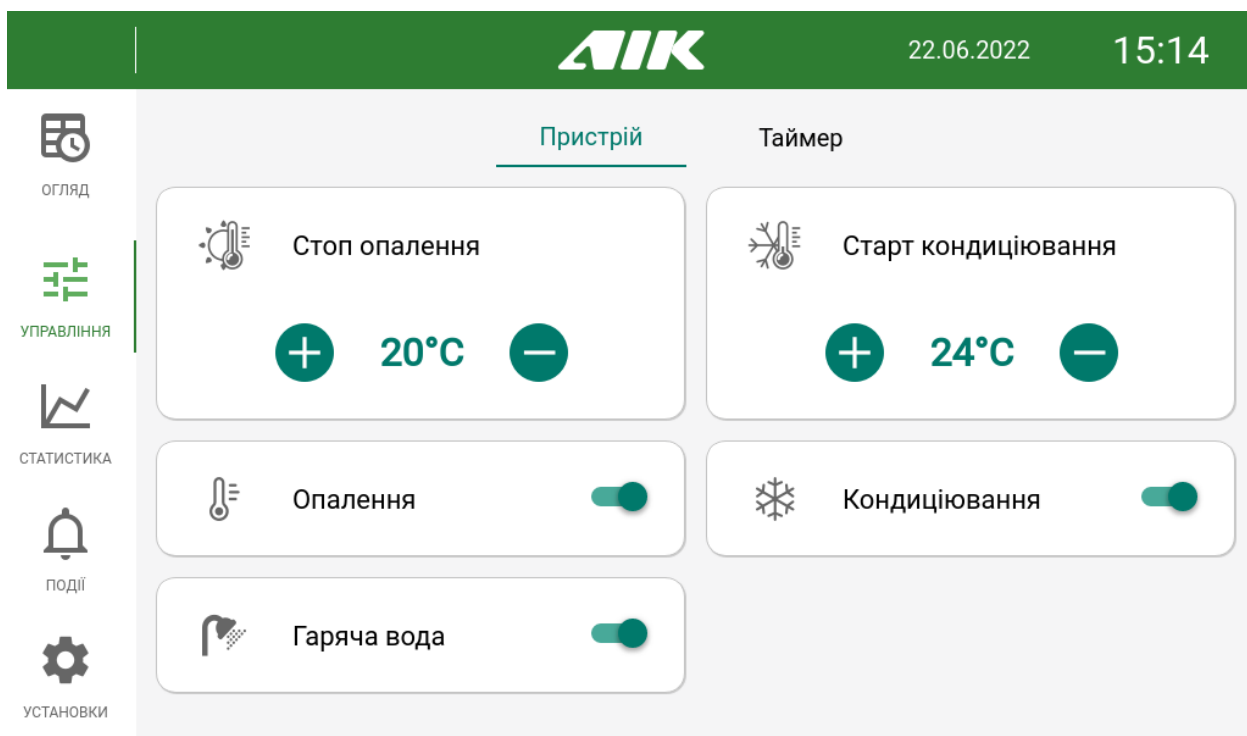 АІК 22.06.2022 15:14
Пристрій Таймер
ОГЛЯД
Стоп опалення
20°C
Старт кондиціювання
24°C
УПРАВЛІННЯ
СТАТИСТИКА
Опалення
Кондиціювання
ПОДІЇ
Гаряча вода
УСТАНОВКИ